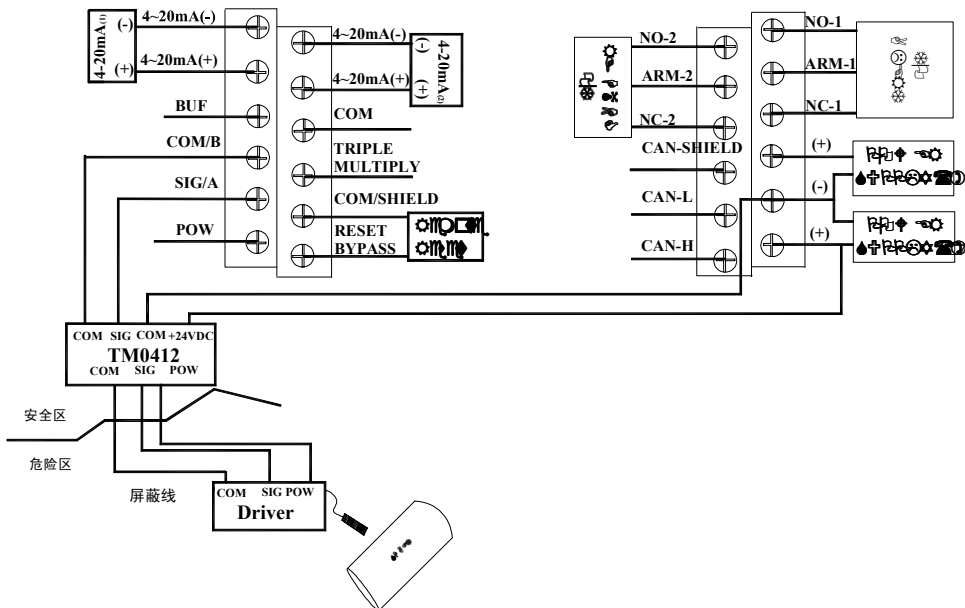 4-20mA(1)
(-)
(+)
4~20mA(-)
4~20mA(+)
BUF
COM/B
SIG/A
POW
4~20mA(-)
4~20mA(+)
4-20mA(2)
(-)
(+)
COM
TRIPLE
MULTIPLY
COM/SHIELD
RESET
BYPASS
NO-2
ARM-2
NC-2
CAN-SHIELD
CAN-L
CAN-H
NO-1
ARM-1
NC-1
(+)
(-)
(+)
COM SIG COM +24VDC
TM0412
COM SIG POW
安全区
危险区
屏蔽线
COM SIG POW
Driver